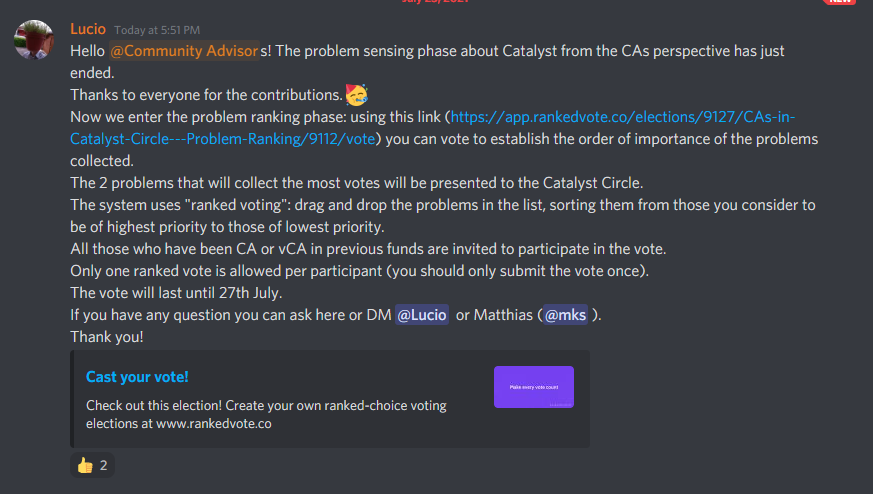 July 25, 2021
NEW
Lucio Today at 5:51 PM
Hello @Community Advisors! The problem sensing phase about Catalyst from the CAs perspective has just
ended.
Thanks to everyone for the contributions.
Now we enter the problem ranking phase: using this link (https://app.rankedvote.co/elections/9127/CAs-in-
Catalyst-Circle---Problem-Ranking/9112/vote) you can vote to establish the order of importance of the problems
collected.
The 2 problems that will collect the most votes will be presented to the Catalyst Circle.
The system uses "ranked voting": drag and drop the problems in the list, sorting them from those you consider to
be of highest priority to those of lowest priority.
All those who have been CA or vCA in previous funds are invited to participate in the vote.
Only one ranked vote is allowed per participant (you should only submit the vote once).
The vote will last until 27th July.
If you have any question you can ask here or DM @Lucio or Matthias (@mks ).
Thank you!
Cast your vote!
Make every vote count
Check out this election! Create your own ranked-choice voting
elections at www.rankedvote.co
2